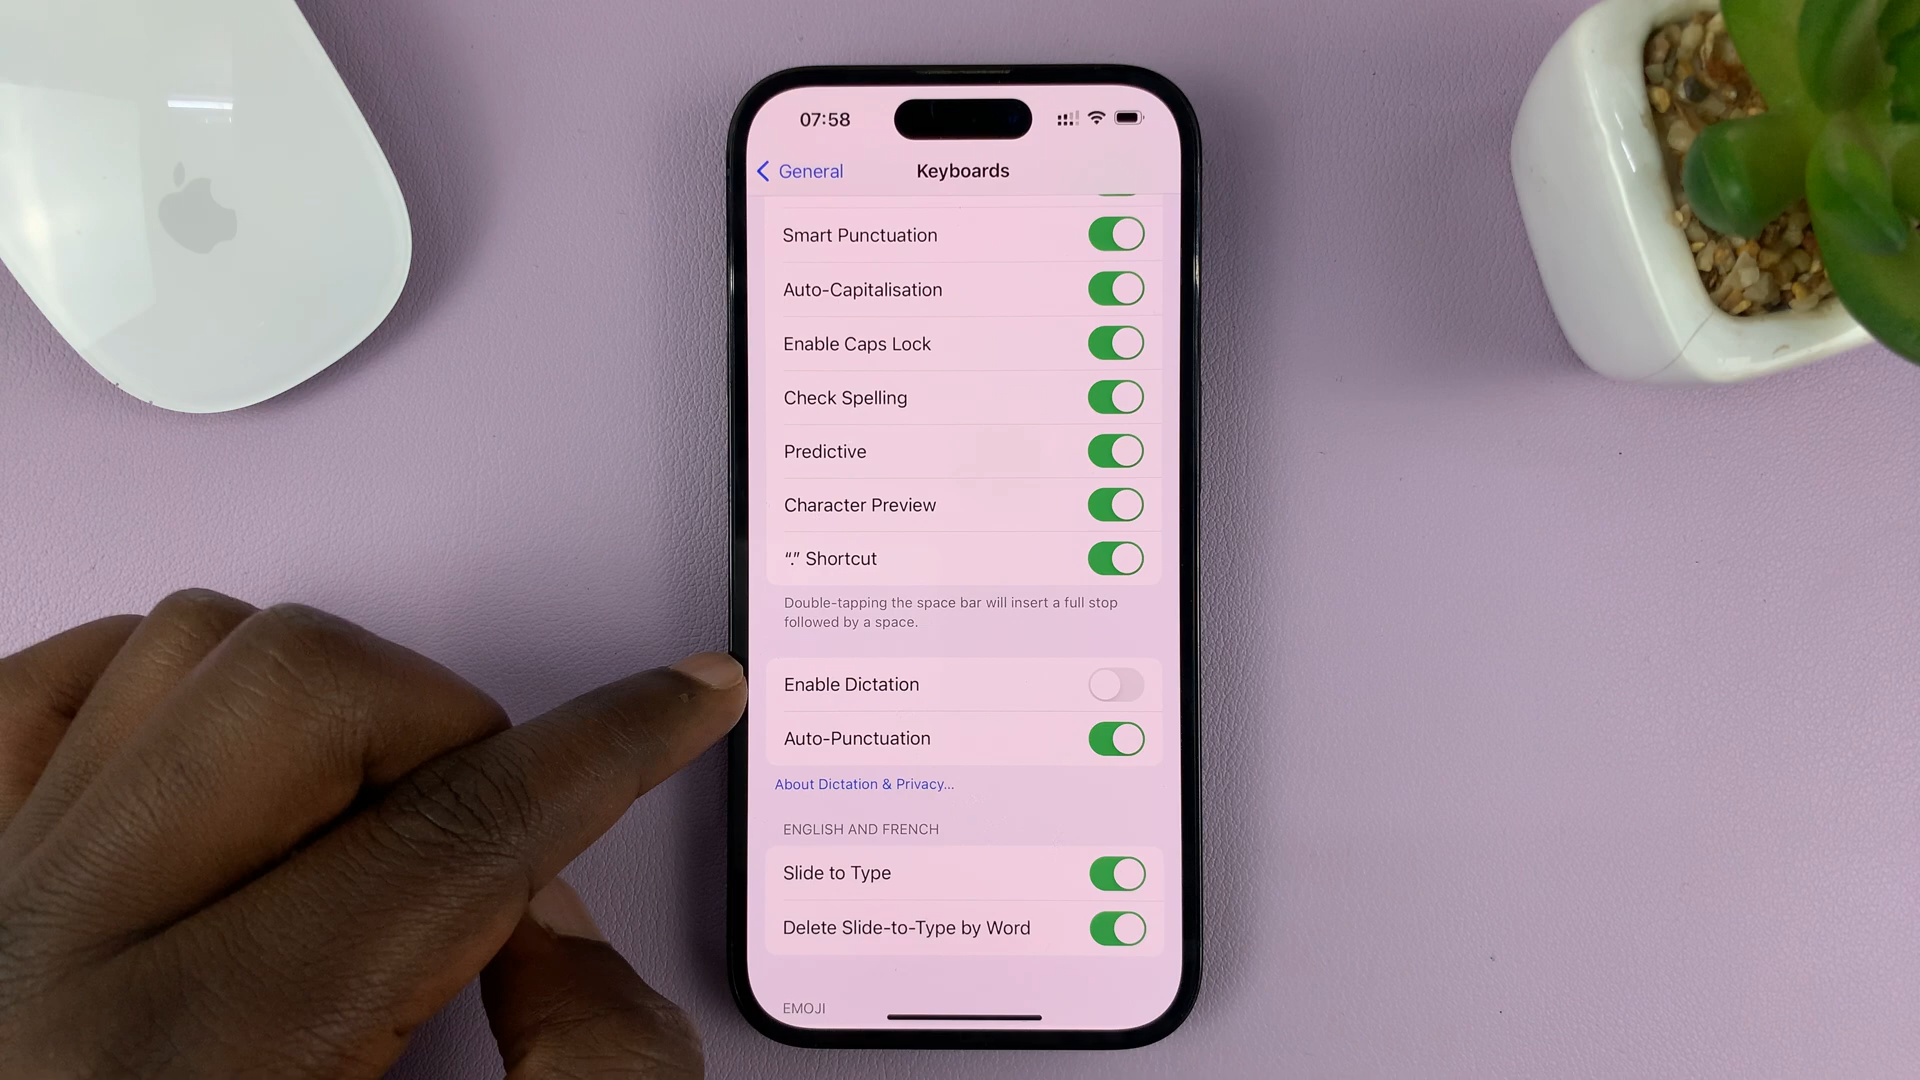 07:58
General
Keyboards
Smart Punctuation
Auto-Capitalisation
Enable Caps Lock
Check Spelling
Predictive
Character Preview
“.” Shortcut
Double-tapping the space bar will insert a full stop
followed by a space.
Enable Dictation
Auto-Punctuation
About Dictation & Privacy...
ENGLISH AND FRENCH
Slide to Type
Delete Slide-to-Type by Word
EMOJI